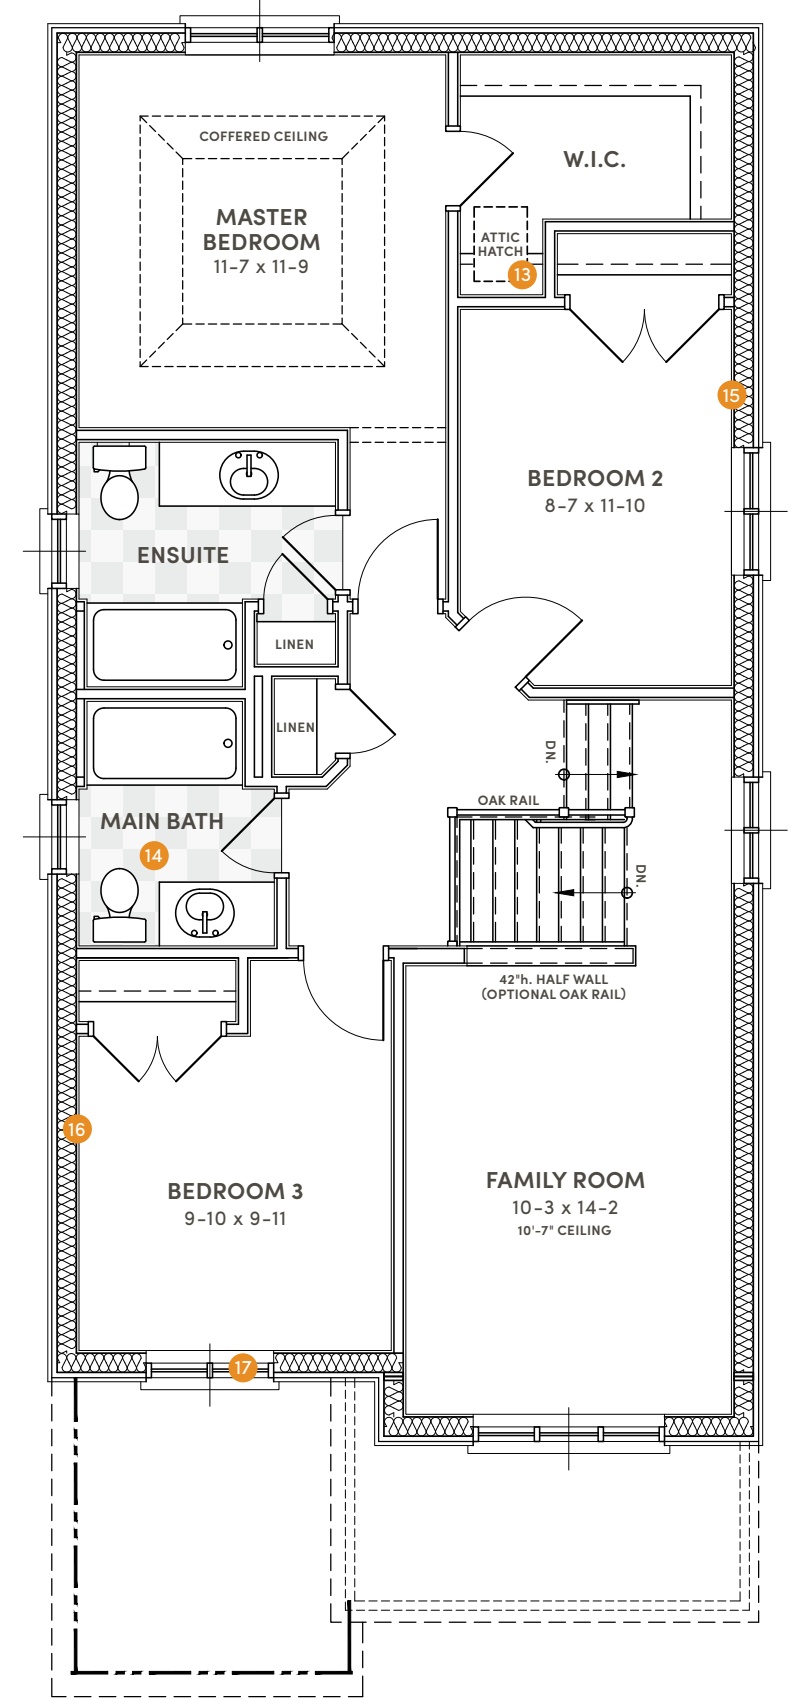 COFFERED CEILING
MASTER
BEDROOM
11-7 x 11-9
W.I.C.
ATTIC
HATCH
13
15
BEDROOM 2
8-7 x 11-10
ENSUITE
LINEN
LINEN
DN.
OAK RAIL
MAIN BATH
14
DN.
42"h. HALF WALL
(OPTIONAL OAK RAIL)
16
BEDROOM 3
9-10 x 9-11
FAMILY ROOM
10-3 x 14-2
10'-7" CEILING
17